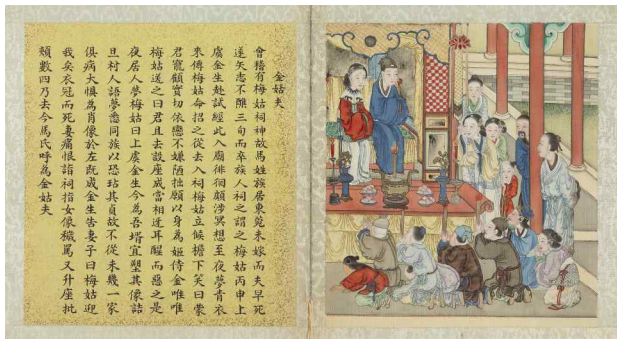 金姑夫
會稽有梅姑祠神故馬姓族居東莞未嫁而夫早死
遂矢志不醮三旬而卒族人祠之謂之梅姑丙申上
虞金生赴試經此入廟徘徊頗涉冥想至夜夢青衣
來傳梅姑命招之從去入祠梅姑立候檐下笑曰蒙
君寵顧實切依戀不嫌陋拙願以身為姬侍金唯唯
梅姑送之曰君且去設座成當相迓耳醒而惡之是
夜居人夢梅姑曰上虞金生今為吾壻宜塑其像詰
旦村人語夢悉同族以恐玷其貞故不從未幾一家
俱病大懼為肖像於左既成金生告妻子曰梅姑迎
我矣衣冠而死妻痛恨詣祠指女像穢罵又升座批
頰數四乃去今馬氏呼為金姑夫